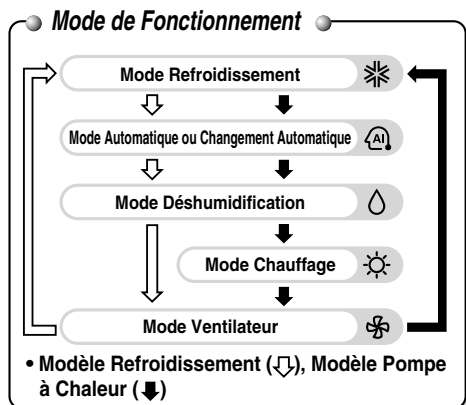 Mode de Fonctionnement
Mode Refroidissement
Mode Automatique ou Changement Automatique
AI
Mode Déshumidification
Mode Chauffage
Mode Ventilateur
• Modèle Refroidissement (⇩), Modèle Pompe
à Chaleur (⬇)